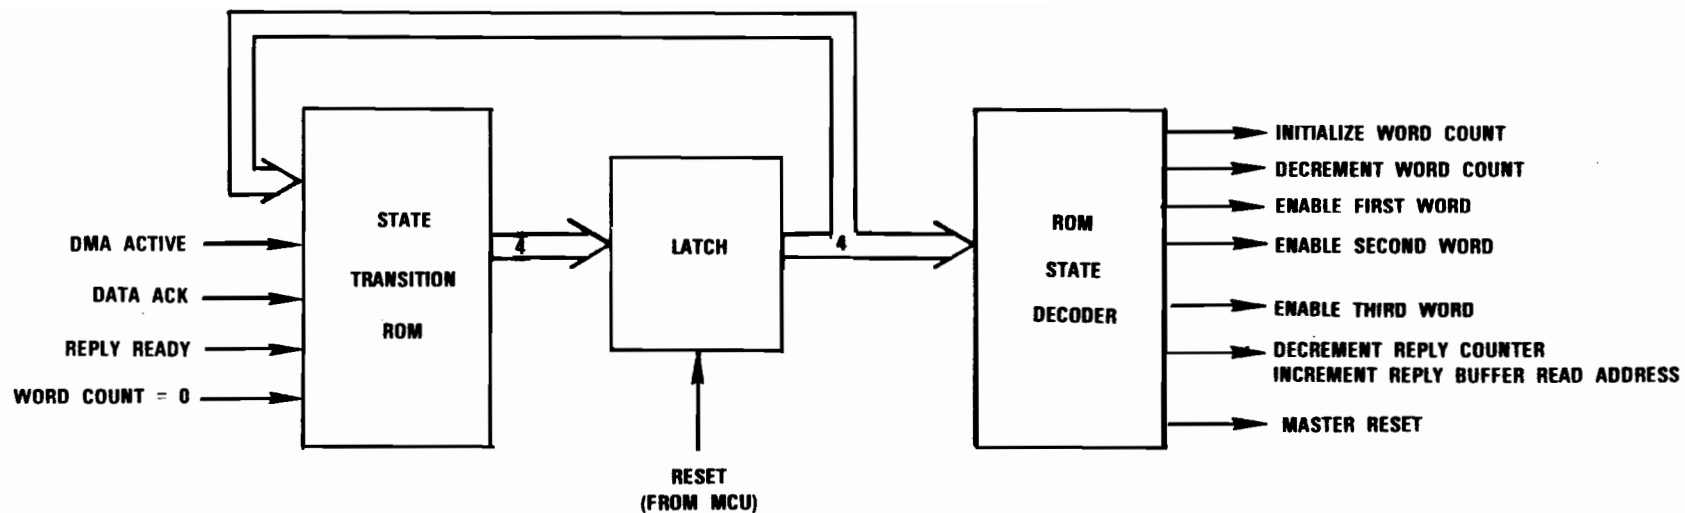 DMA ACTIVE
DATA ACK
REPLY READY
WORD COUNT = 0
STATE
TRANSITION
ROM
4
LATCH
RESET
(FROM MCU)
4
ROM
STATE
DECODER
INITIALIZE WORD COUNT
DECREMENT WORD COUNT
ENABLE FIRST WORD
ENABLE SECOND WORD
ENABLE THIRD WORD
DECREMENT REPLY COUNTER
INCREMENT REPLY BUFFER READ ADDRESS
MASTER RESET